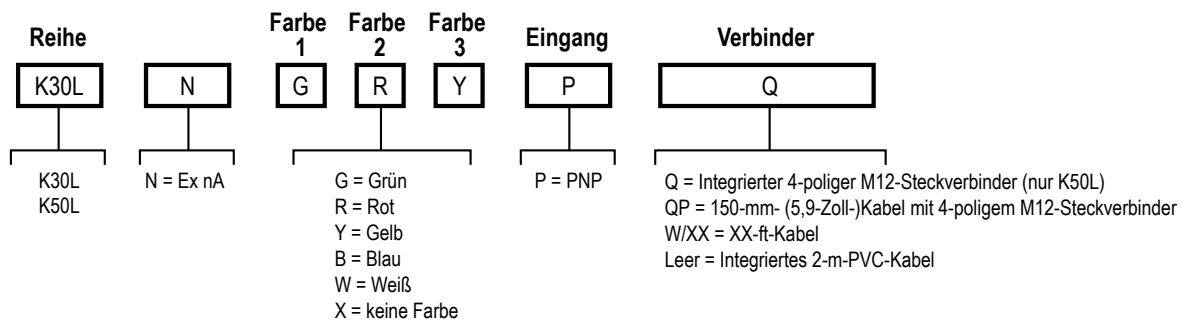 Reihe
Farbe 1
Farbe 2
Farbe 3
Eingang
Verbinder
K30L
N
G
R
Y
P
Q
K30L
K50L
N = Ex nA
G = Grün
R = Rot
Y = Gelb
B = Blau
W = Weiß
X = keine Farbe
P = PNP
Q = Integrierter 4-poliger M12-Steckverbinder (nur K50L)
QP = 150-mm- (5,9-Zoll-)Kabel mit 4-poligem M12-Steckverbinder
W/XX = XX-ft-Kabel
Leer = Integriertes 2-m-PVC-Kabel